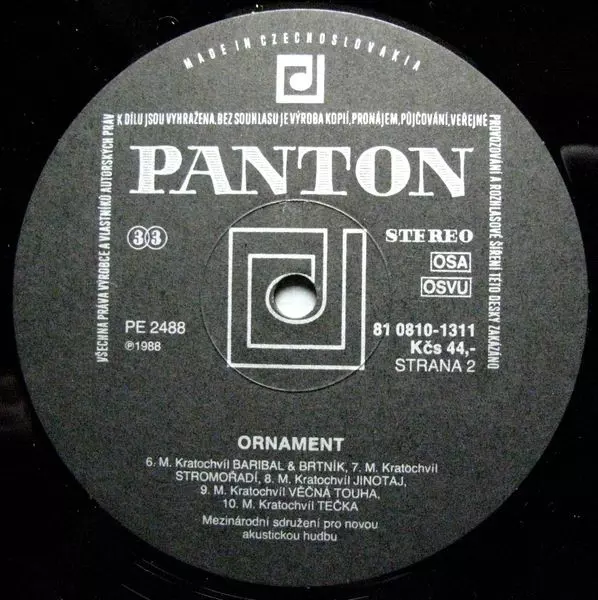 MADE IN CZECHOSLOVAKIA
VŠECHNA PRÁVA VÝROBCE A VLASTNÍKŮ AUTORSKÝCH PRÁV
K DÍLU JSOU VYHRAŽENA. BEZ SOUHLASU JE VÝROBA KOPIÍ, PRONÁJEM, PŮJČOVÁNÍ, VEŘEJNÉ
PROVOZOVÁNÍ A ROZHLASOVÉ ŠÍŘENÍ TÉTO DESKY ZAKÁZÁNO
PANTON
33
STEREO
OSA
OSVU
PE 2488
℗1988
81 0810-1311
Kčs 44,-
STRANA 2
ORNAMENT
6. M. Kratochvíl BARIBAL & BRTNÍK, 7. M. Kratochvíl
STROMOŘADÍ, 8. M. Kratochvíl JINOTAJ,
9. M. Kratochvíl VĚČNÁ TOUHA,
10. M. Kratochvíl TEČKA
Mezinárodní sdružení pro novou
akustickou hudbu